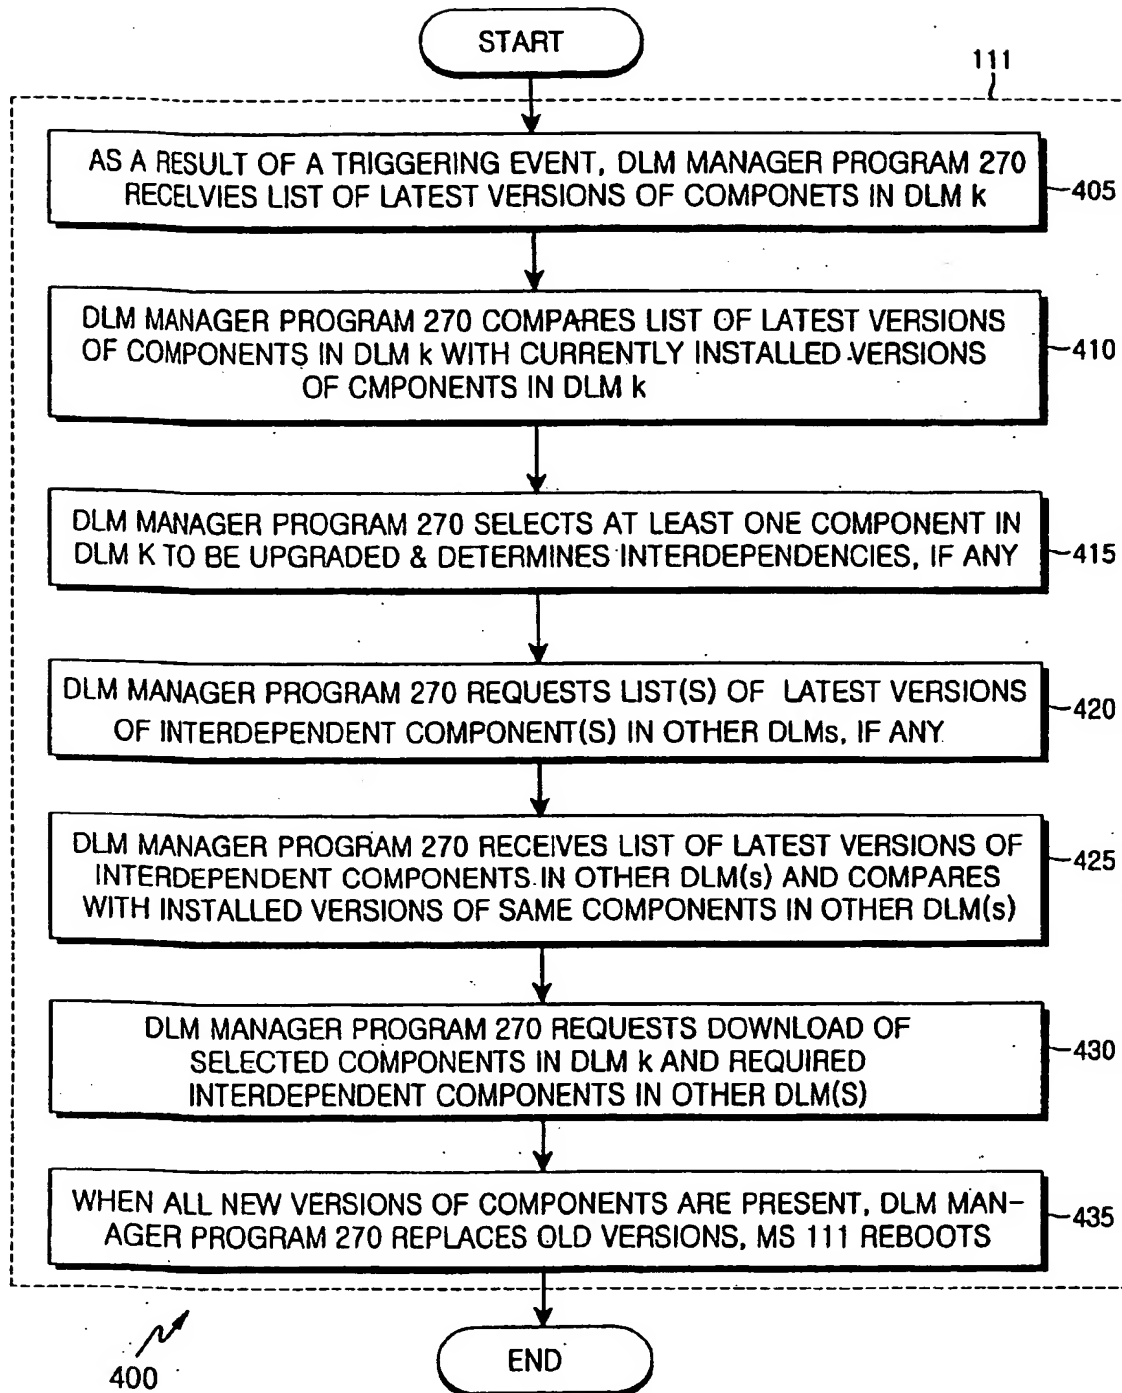 START
111
AS A RESULT OF A TRIGGERING EVENT, DLM MANAGER PROGRAM 270
RECELVIES LIST OF LATEST VERSIONS OF COMPONETS IN DLM k
405
DLM MANAGER PROGRAM 270 COMPARES LIST OF LATEST VERSIONS
OF COMPONENTS IN DLM k WITH CURRENTLY INSTALLED VERSIONS
OF CMPONENTS IN DLM k
410
DLM MANAGER PROGRAM 270 SELECTS AT LEAST ONE COMPONENT IN
DLM K TO BE UPGRADED & DETERMINES INTERDEPENDENCIES, IF ANY
415
DLM MANAGER PROGRAM 270 REQUESTS LIST(S) OF LATEST VERSIONS
OF INTERDEPENDENT COMPONENT(S) IN OTHER DLMs, IF ANY
420
DLM MANAGER PROGRAM 270 RECEIVES LIST OF LATEST VERSIONS OF
INTERDEPENDENT COMPONENTS IN OTHER DLM(s) AND COMPARES
WITH INSTALLED VERSIONS OF SAME COMPONENTS IN OTHER DLM(s)
425
DLM MANAGER PROGRAM 270 REQUESTS DOWNLOAD OF
SELECTED COMPONENTS IN DLM k AND REQUIRED
INTERDEPENDENT COMPONENTS IN OTHER DLM(S)
430
WHEN ALL NEW VERSIONS OF COMPONENTS ARE PRESENT, DLM MAN-
AGER PROGRAM 270 REPLACES OLD VERSIONS, MS 111 REBOOTS
435
400
END